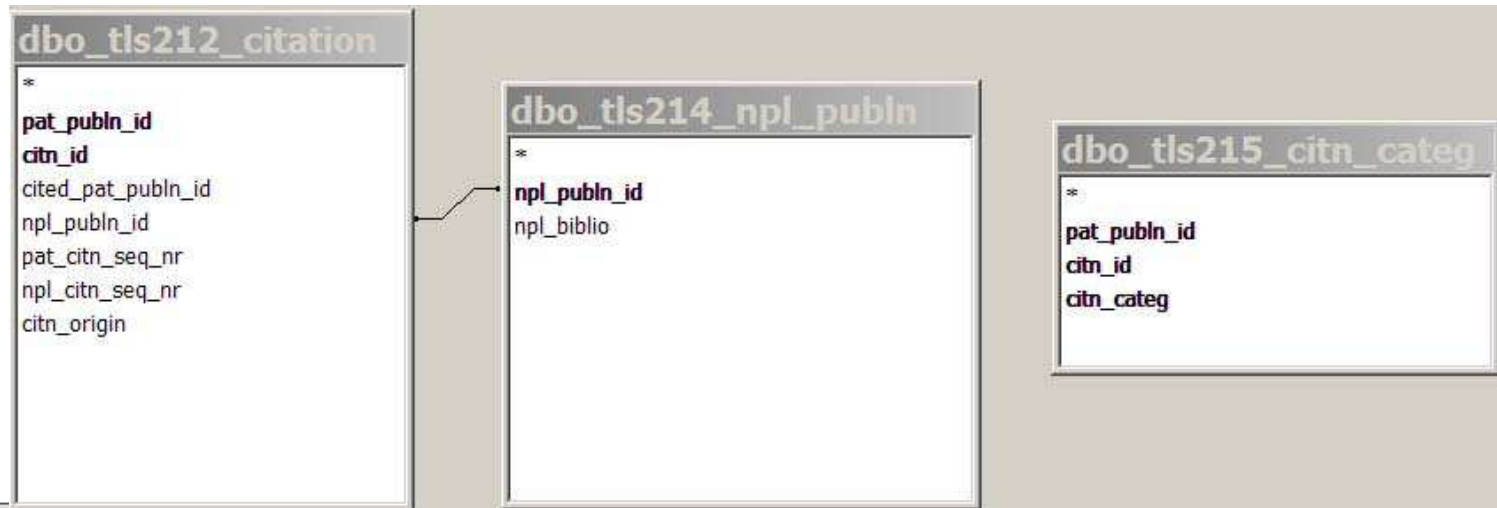 dbo_tls212_citation
*
pat_publn_id
citn_id
cited_pat_publn_id
npl_publn_id
pat_citn_seq_nr
npl_citn_seq_nr
citn_origin
dbo_tls214_npl_publn
*
npl_publn_id
npl_biblio
dbo_tls215_citn_categ
*
pat_publn_id
citn_id
citn_categ